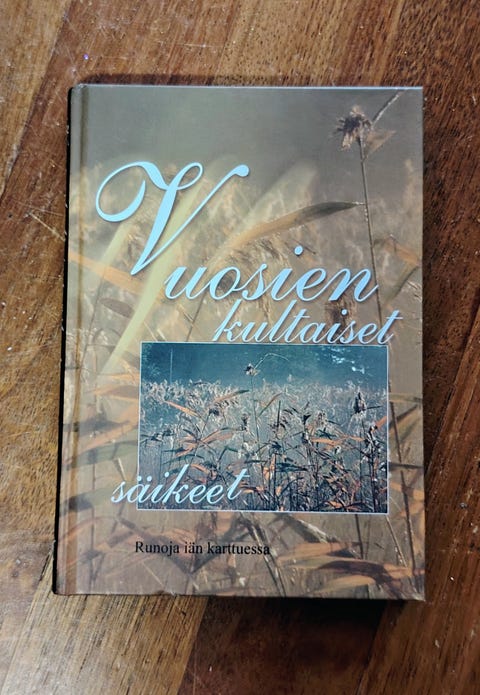 Vuosien
kultaiset
säikeet
Runoja iän karttuessa